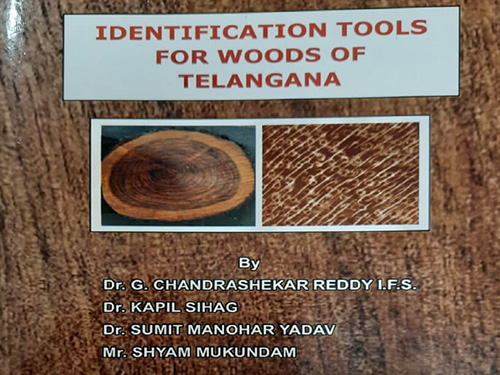 IDENTIFICATION TOOLS
FOR WOODS OF
TELANGANA
By
Dr. G. CHANDRASHEKAR REDDY I.F.S.
Dr. KAPIL SIHAG
Dr. SUMIT MANOHAR YADAV
Mr. SHYAM MUKUNDAM